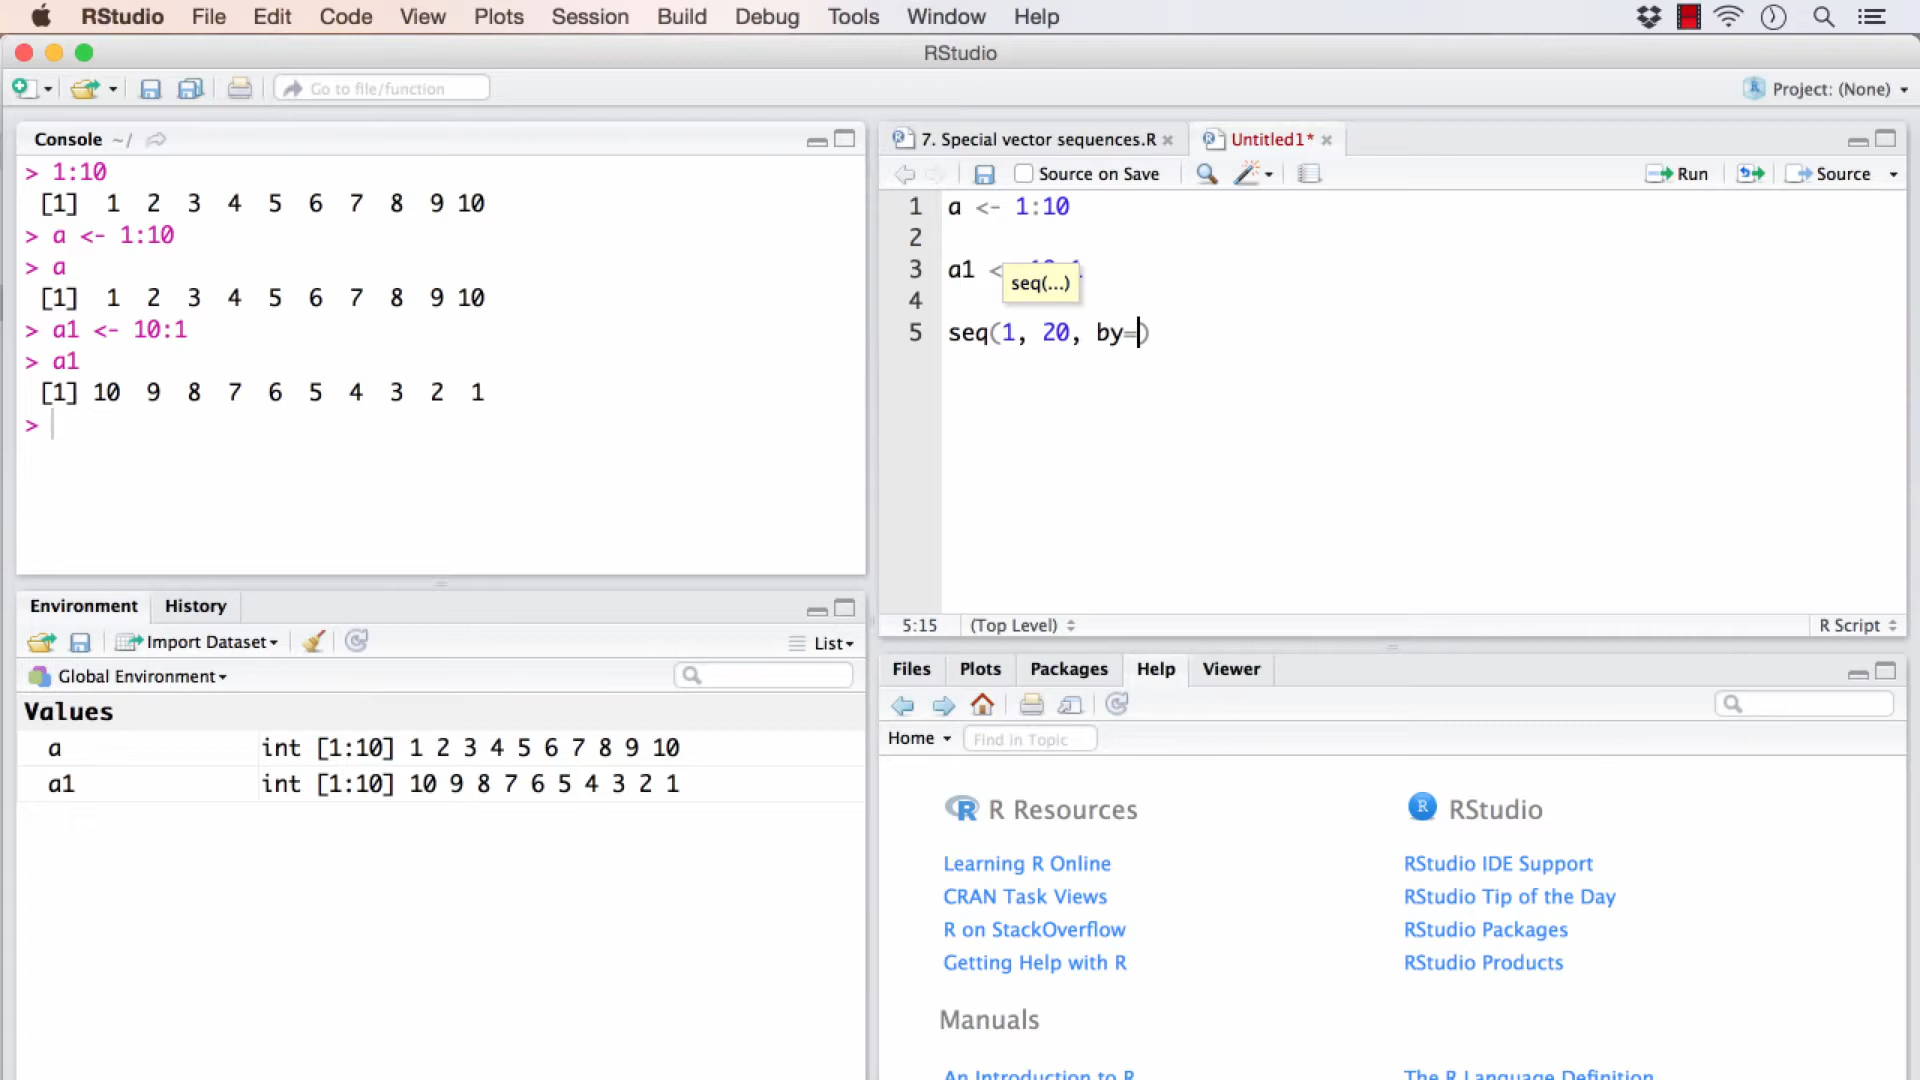 RStudio File Edit Code View Plots Session Build Debug Tools Window Help
RStudio
Go to file/function
Project: (None)
Console ~/
> 1:10
[1] 1 2 3 4 5 6 7 8 9 10
> a <- 1:10
> a
[1] 1 2 3 4 5 6 7 8 9 10
> a1 <- 10:1
> a1
[1] 10 9 8 7 6 5 4 3 2 1
>
7. Special vector sequences.R
Untitled1*
Source on Save
Run
Source
1 a <- 1:10
2
3 a1 <
seq(...)
4
5 seq(1, 20, by=)
5:15 (Top Level)
R Script
Environment History
Import Dataset
List
Global Environment
Values
a int [1:10] 1 2 3 4 5 6 7 8 9 10
a1 int [1:10] 10 9 8 7 6 5 4 3 2 1
Files Plots Packages Help Viewer
Home Find in Topic
R Resources
Learning R Online
CRAN Task Views
R on StackOverflow
Getting Help with R
RStudio
RStudio IDE Support
RStudio Tip of the Day
RStudio Packages
RStudio Products
Manuals
An Introduction to R
The R Language Definition